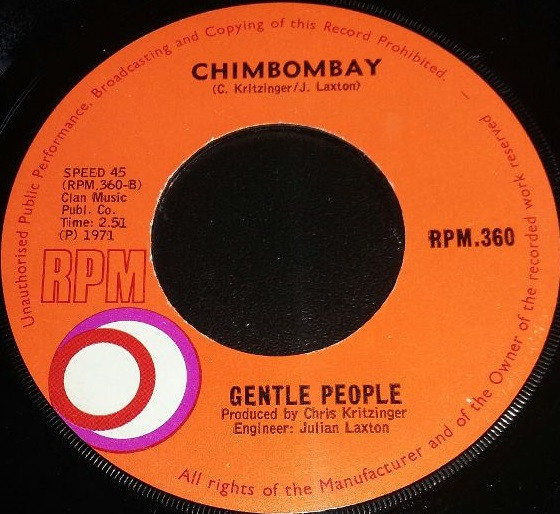 Unauthorised Public Performance, Broadcasting and Copying of this Record Prohibited.
CHIMBOMBAY
(C. Kritzinger/J. Laxton)
SPEED 45
(RPM.360-B)
Clan Music
Publ. Co.
Time: 2.51
(P) 1971
RPM
RPM.360
GENTLE PEOPLE
Produced by Chris Kritzinger
Engineer: Julian Laxton
All rights of the Manufacturer and of the Owner of the recorded work reserved —